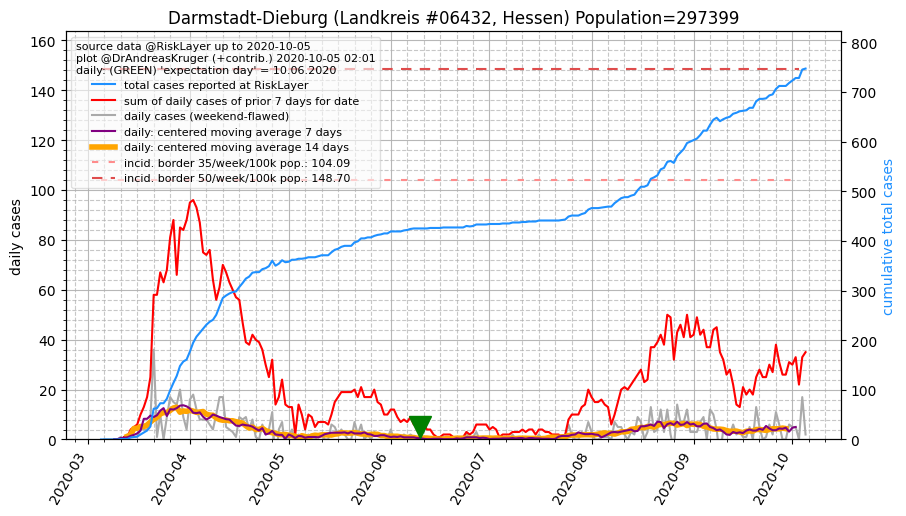 Darmstadt-Dieburg (Landkreis #06432, Hessen) Population=297399
source data @RiskLayer up to 2020-10-05
plot @DrAndreasKruger (+contrib.) 2020-10-05 02:01
daily: (GREEN) 'expectation day' = 10.06.2020
total cases reported at RiskLayer
sum of daily cases of prior 7 days for date
daily cases (weekend-flawed)
daily: centered moving average 7 days
daily: centered moving average 14 days
incid. border 35/week/100k pop.: 104.09
incid. border 50/week/100k pop.: 148.70
daily cases
160
140
120
100
80
60
40
20
0
cumulative total cases
800
700
600
500
400
300
200
100
0
2020-03
2020-04
2020-05
2020-06
2020-07
2020-08
2020-09
2020-10